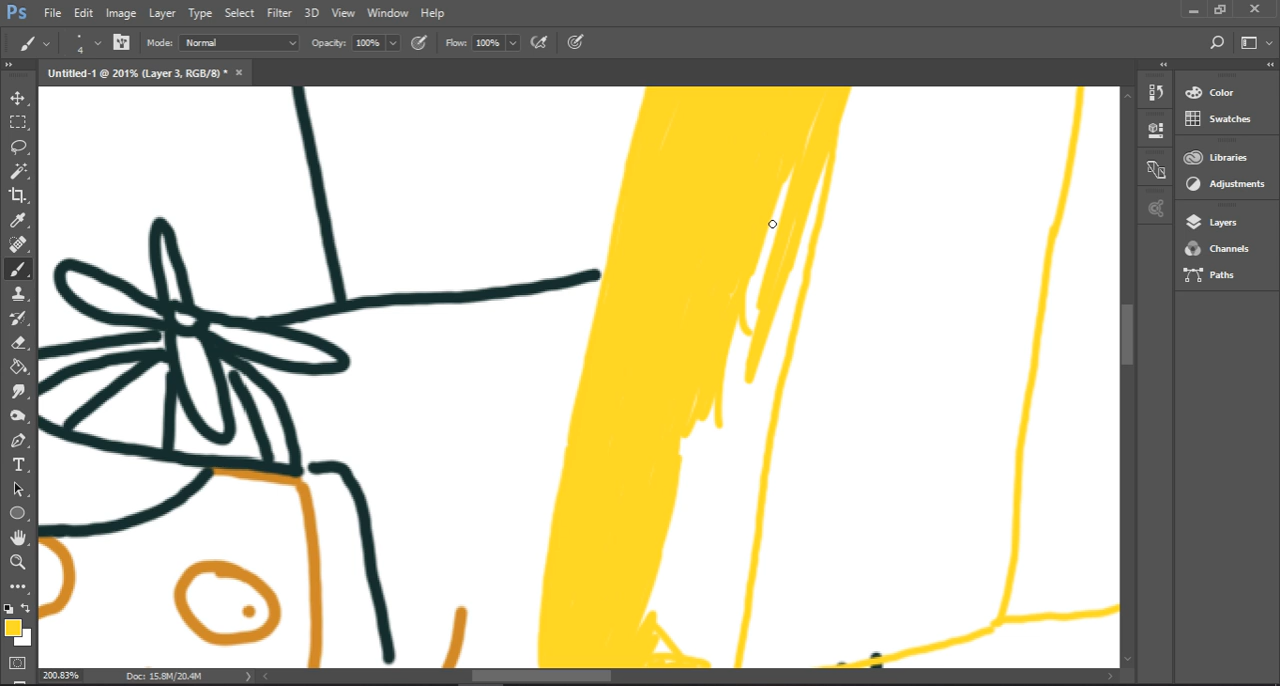 Ps File Edit Image Layer Type Select Filter 3D View Window Help
4 Mode: Normal Opacity: 100% Flow: 100%
Untitled-1 @ 201% (Layer 3, RGB/8) * ×
Color
Swatches
Libraries
Adjustments
Layers
Channels
Paths
200.83% Doc: 15.8M/20.4M